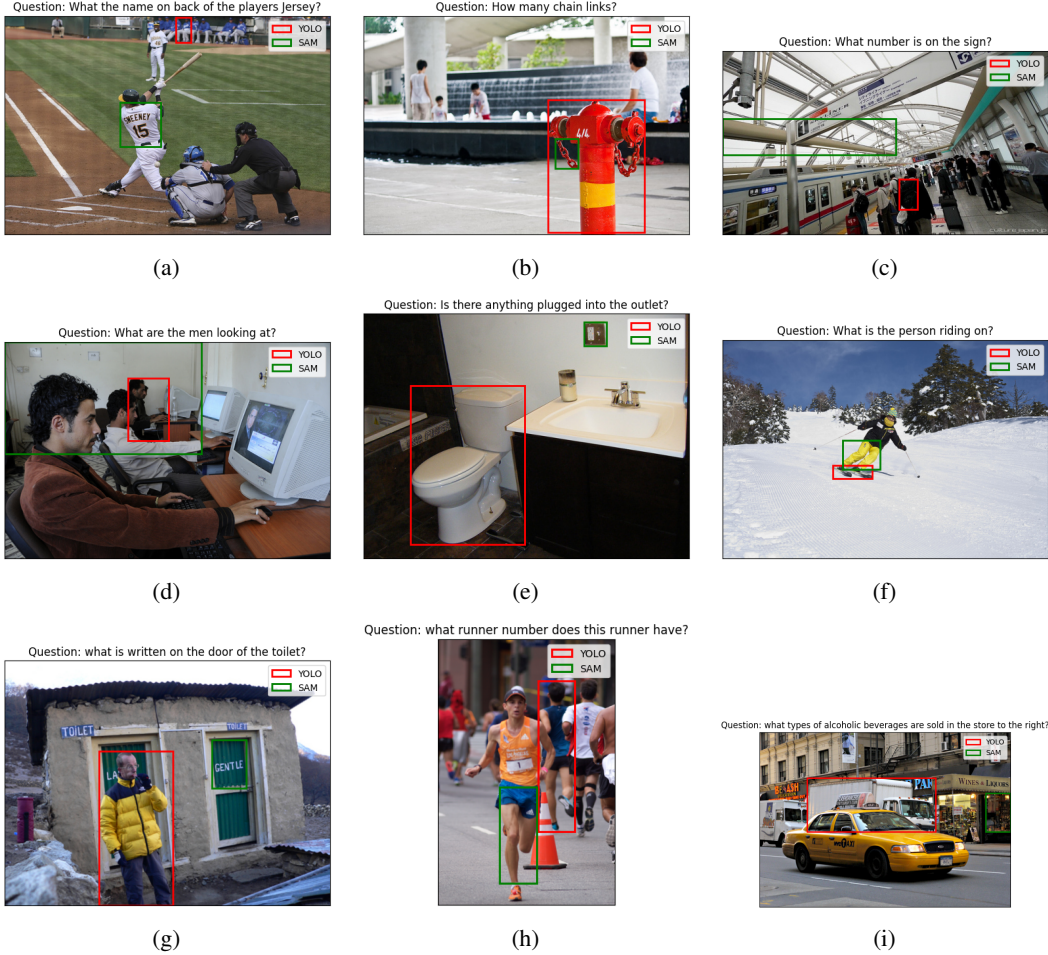 Question: What the name on back of the players Jersey?
YOLO
SAM
SWEENEY
15
(a)
Question: How many chain links?
YOLO
SAM
4/4
(b)
Question: What number is on the sign?
YOLO
SAM
(c)
Question: What are the men looking at?
YOLO
SAM
(d)
Question: Is there anything plugged into the outlet?
YOLO
SAM
(e)
Question: What is the person riding on?
YOLO
SAM
(f)
Question: what is written on the door of the toilet?
YOLO
SAM
TOILET
TOILET
LA
GENTLE
(g)
Question: what runner number does this runner have?
YOLO
SAM
1
(h)
Question: what types of alcoholic beverages are sold in the store to the right?
YOLO
SAM
WINES & LIQUORS
PAR
TAXI
(i)